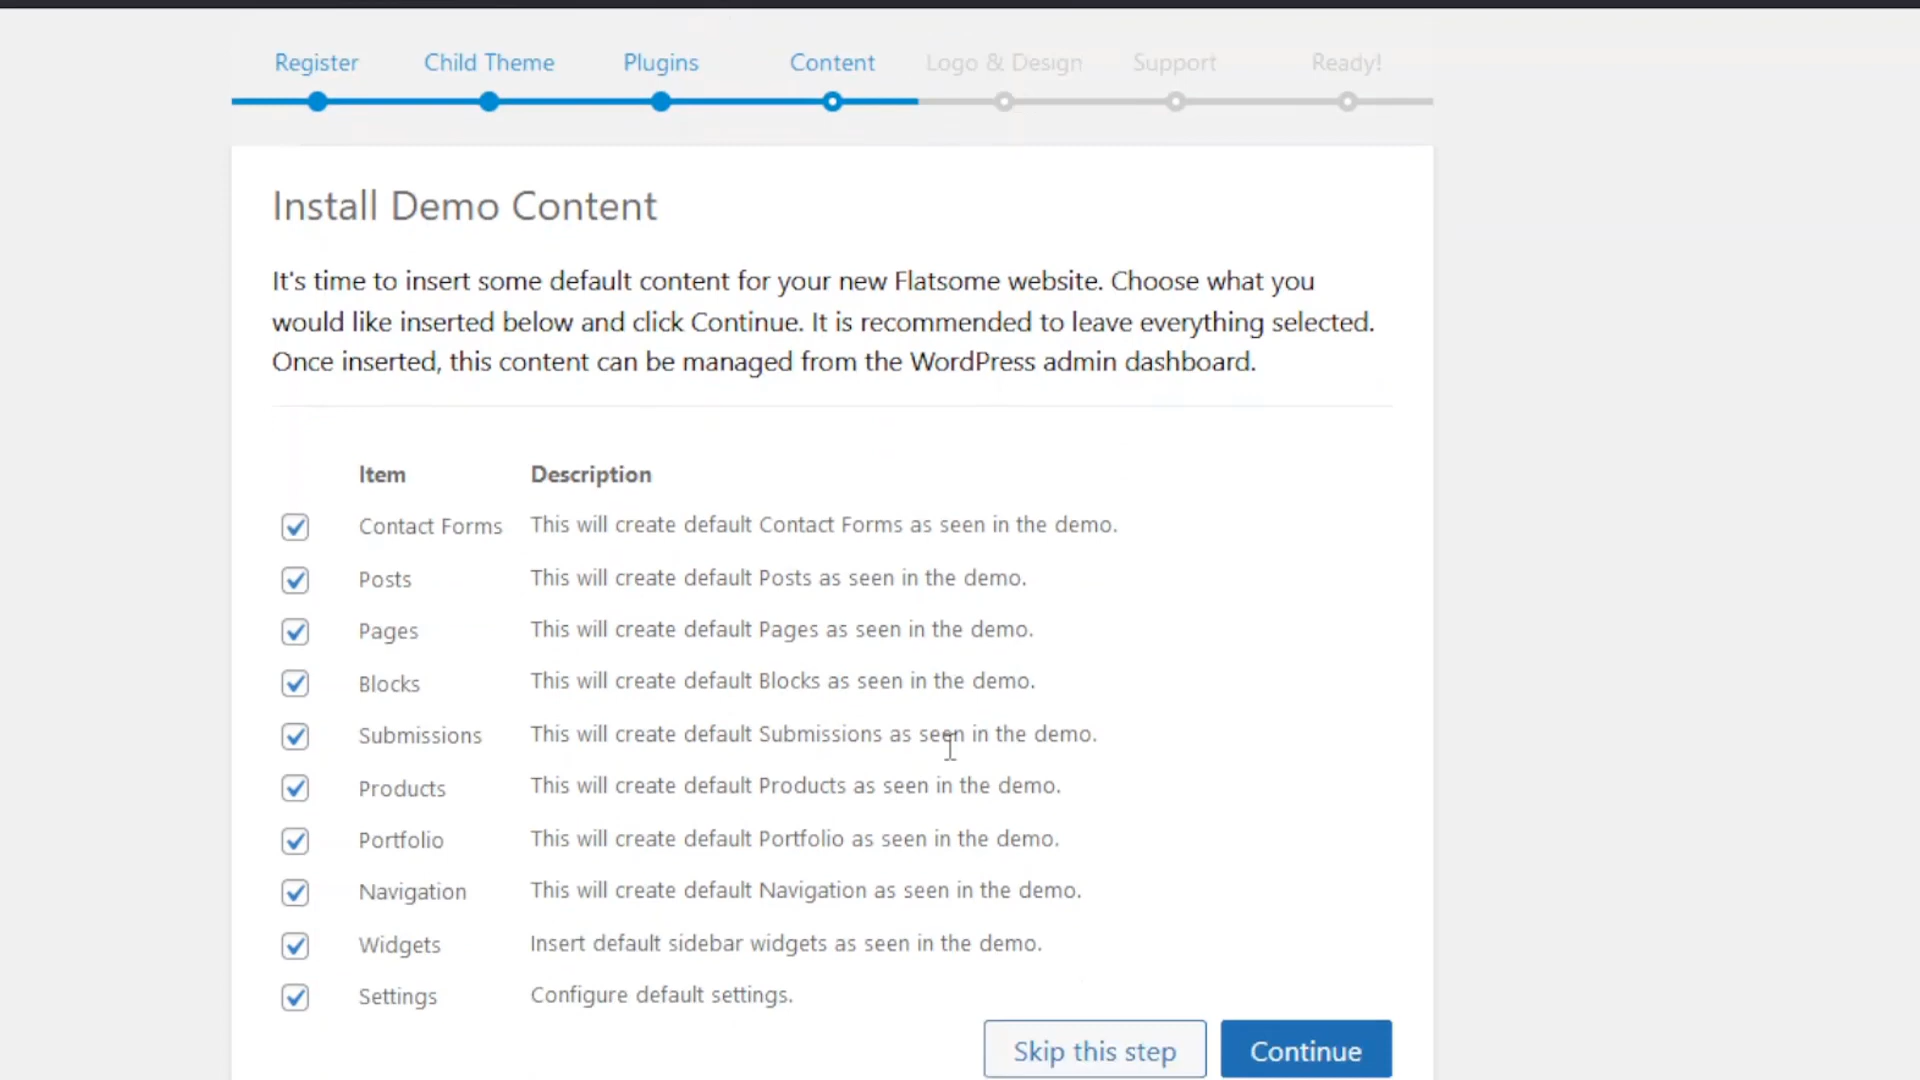 Register Child Theme Plugins Content Logo & Design Support Ready!
Install Demo Content
It's time to insert some default content for your new Flatsome website. Choose what you
would like inserted below and click Continue. It is recommended to leave everything selected.
Once inserted, this content can be managed from the WordPress admin dashboard.
Item Description
Contact Forms This will create default Contact Forms as seen in the demo.
Posts This will create default Posts as seen in the demo.
Pages This will create default Pages as seen in the demo.
Blocks This will create default Blocks as seen in the demo.
Submissions This will create default Submissions as seen in the demo.
Products This will create default Products as seen in the demo.
Portfolio This will create default Portfolio as seen in the demo.
Navigation This will create default Navigation as seen in the demo.
Widgets Insert default sidebar widgets as seen in the demo.
Settings Configure default settings.
Skip this step Continue